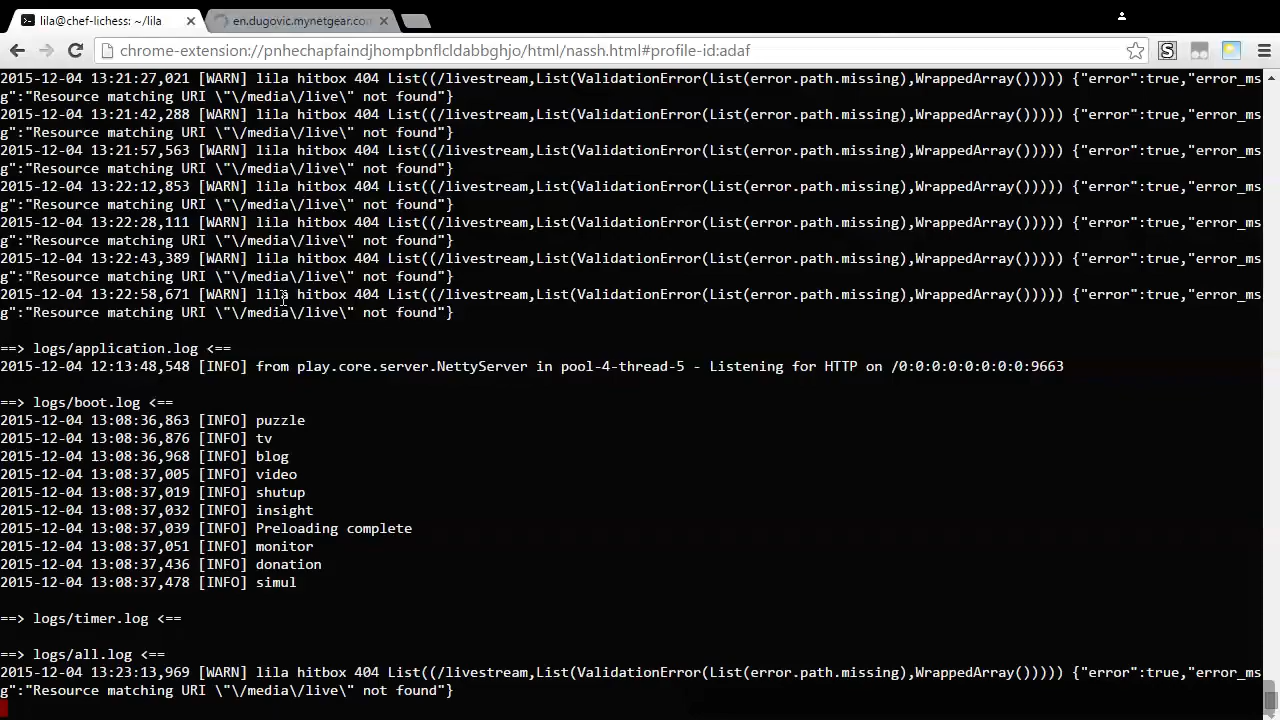 lila@chef-lichess: ~/lila
en.dugovic.mynetgear.com
chrome-extension://pnhechapfaindjhompbnflcldabbghjo/html/nassh.html#profile-id:adaf
2015-12-04 13:21:27,021 [WARN] lila hitbox 404 List((/livestream,List(ValidationError(List(error.path.missing),WrappedArray())))) {"error":true,"error_ms
g":"Resource matching URI \"\/media\/live\" not found"}
2015-12-04 13:21:42,288 [WARN] lila hitbox 404 List((/livestream,List(ValidationError(List(error.path.missing),WrappedArray())))) {"error":true,"error_ms
g":"Resource matching URI \"\/media\/live\" not found"}
2015-12-04 13:21:57,563 [WARN] lila hitbox 404 List((/livestream,List(ValidationError(List(error.path.missing),WrappedArray())))) {"error":true,"error_ms
g":"Resource matching URI \"\/media\/live\" not found"}
2015-12-04 13:22:12,853 [WARN] lila hitbox 404 List((/livestream,List(ValidationError(List(error.path.missing),WrappedArray())))) {"error":true,"error_ms
g":"Resource matching URI \"\/media\/live\" not found"}
2015-12-04 13:22:28,111 [WARN] lila hitbox 404 List((/livestream,List(ValidationError(List(error.path.missing),WrappedArray())))) {"error":true,"error_ms
g":"Resource matching URI \"\/media\/live\" not found"}
2015-12-04 13:22:43,389 [WARN] lila hitbox 404 List((/livestream,List(ValidationError(List(error.path.missing),WrappedArray())))) {"error":true,"error_ms
g":"Resource matching URI \"\/media\/live\" not found"}
2015-12-04 13:22:58,671 [WARN] lila hitbox 404 List((/livestream,List(ValidationError(List(error.path.missing),WrappedArray())))) {"error":true,"error_ms
g":"Resource matching URI \"\/media\/live\" not found"}
==> logs/application.log <==
2015-12-04 12:13:48,548 [INFO] from play.core.server.NettyServer in pool-4-thread-5 - Listening for HTTP on /0:0:0:0:0:0:0:0:9663
==> logs/boot.log <==
2015-12-04 13:08:36,863 [INFO] puzzle
2015-12-04 13:08:36,876 [INFO] tv
2015-12-04 13:08:36,968 [INFO] blog
2015-12-04 13:08:37,005 [INFO] video
2015-12-04 13:08:37,019 [INFO] shutup
2015-12-04 13:08:37,032 [INFO] insight
2015-12-04 13:08:37,039 [INFO] Preloading complete
2015-12-04 13:08:37,051 [INFO] monitor
2015-12-04 13:08:37,436 [INFO] donation
2015-12-04 13:08:37,478 [INFO] simul
==> logs/timer.log <==
==> logs/all.log <==
2015-12-04 13:23:13,969 [WARN] lila hitbox 404 List((/livestream,List(ValidationError(List(error.path.missing),WrappedArray())))) {"error":true,"error_ms
g":"Resource matching URI \"\/media\/live\" not found"}